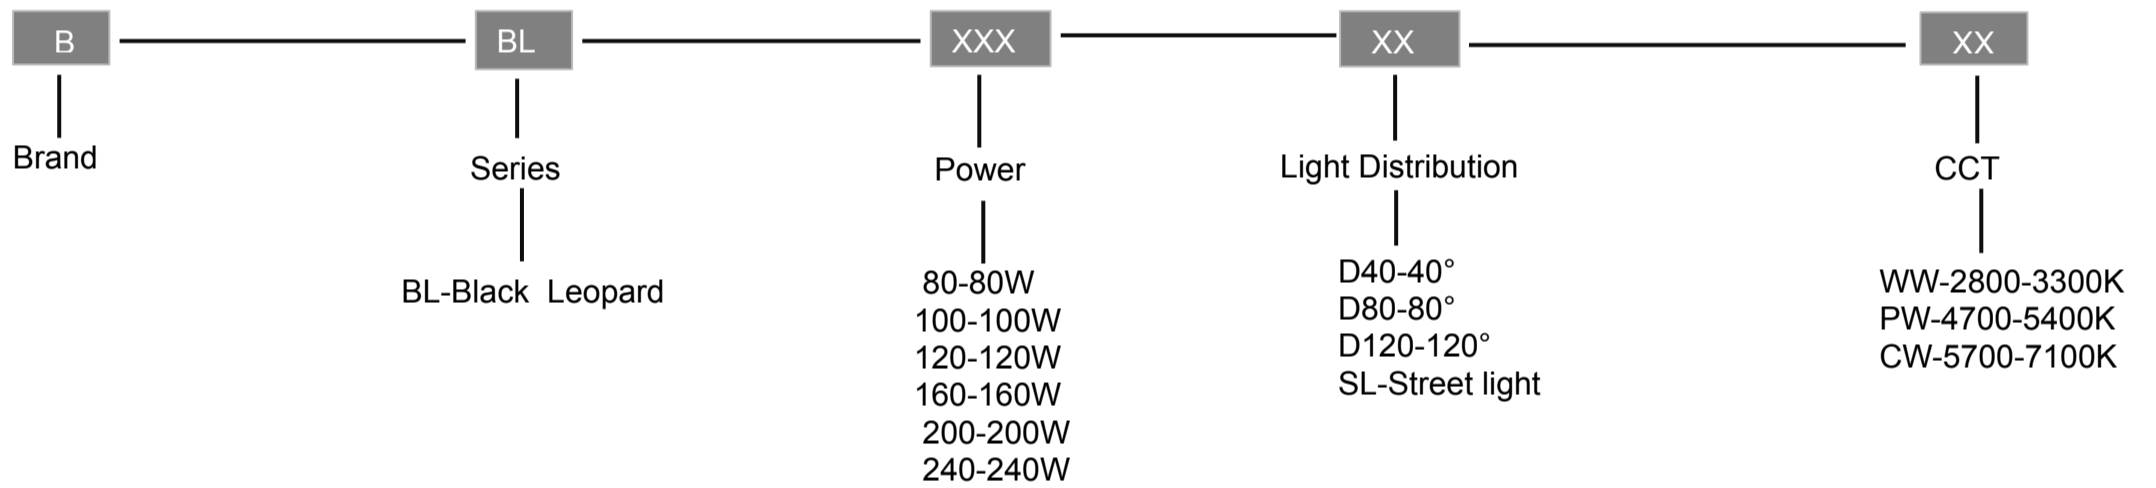 B
BL
XXX
XX
XX
Brand
Series
Power
Light Distribution
CCT
BL-Black Leopard
80-80W
100-100W
120-120W
160-160W
200-200W
240-240W
D40-40°
D80-80°
D120-120°
SL-Street light
WW-2800-3300K
PW-4700-5400K
CW-5700-7100K